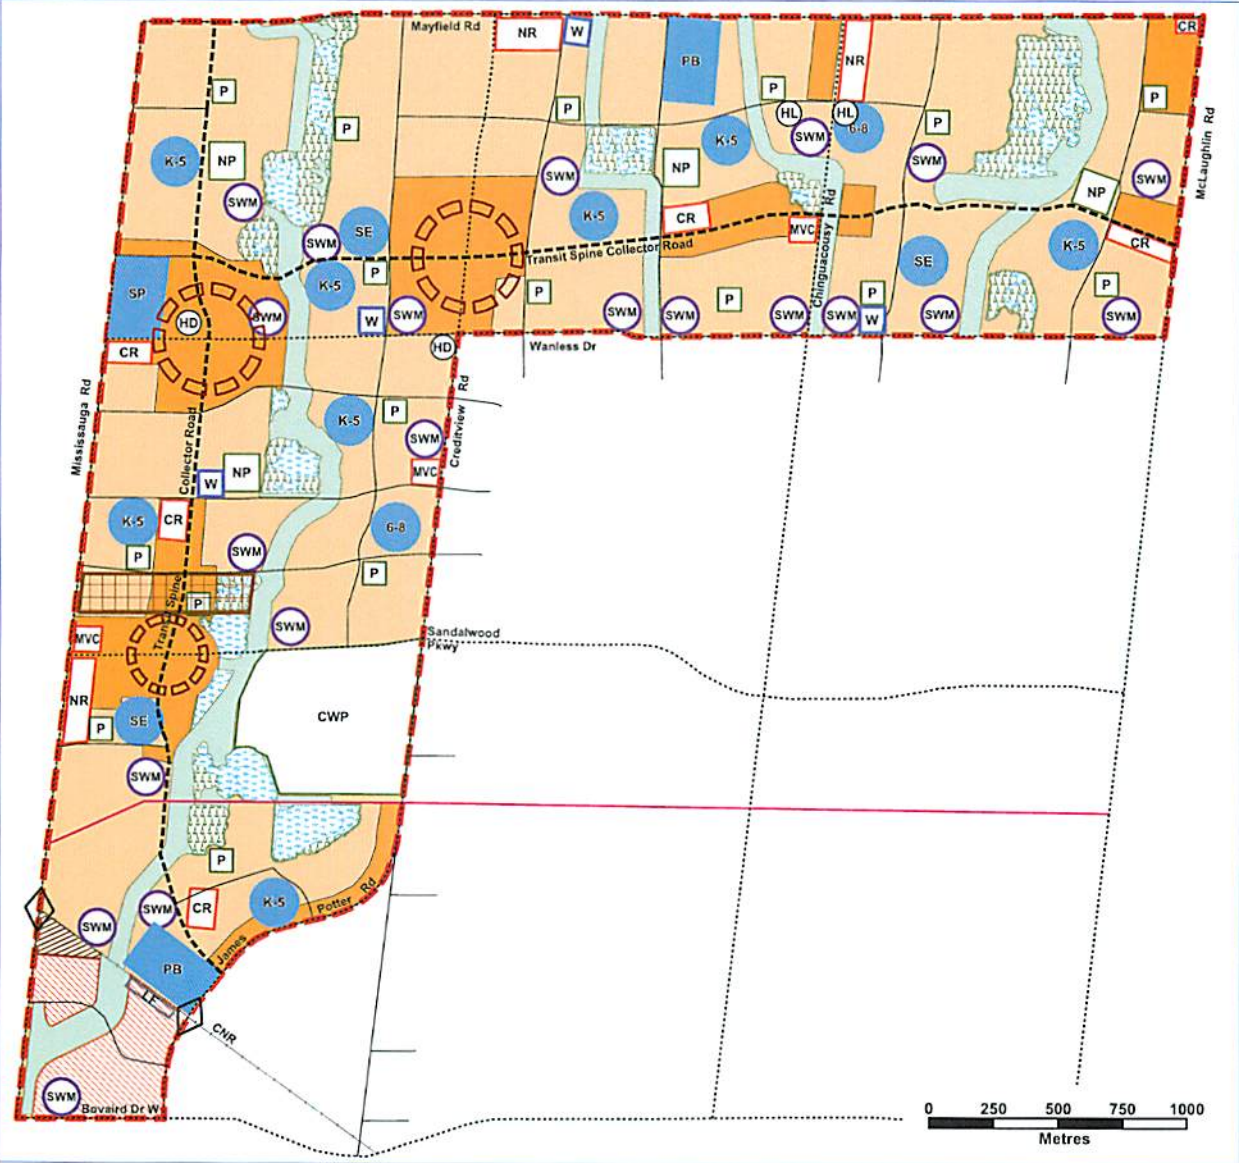 Mayfield Rd
NR
W
PB
NR
CR
P
P
P
P
P
P
HL
HL
McLaughlin Rd
K-5
NP
K-5
SWM
6-8
NP
SWM
SWM
SWM
NP
SWM
SWM
SE
K-5
CR
MVC
Chinguacousy Rd
K-5
CR
SWM
Transit Spine Collector Road
SE
K-5
P
SP
P
P
P
P
HD
SWM
W
SWM
SWM
SWM
SWM
SWM
W
SWM
SWM
CR
HD
Wanless Dr
Mississauga Rd
Creditview Rd
K-5
P
SWM
Collector Road
W
NP
MVC
K-5
CR
6-8
P
SWM
P
Transit Spine
P
SWM
Sandalwood
Pkwy
MVC
NR
P
SE
CWP
SWM
P
K-5
CR
SWM
SWM
James Potter Rd
PB
LF
CNR
SWM
Bovaird Dr W
0 250 500 750 1000
Metres